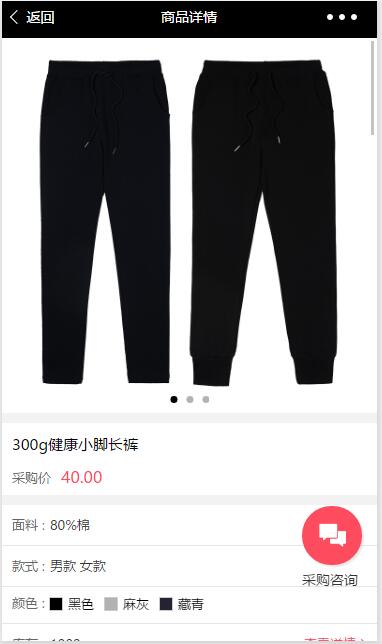 返回 商品详情
300g健康小脚长裤
采购价 40.00
面料：80%棉
采购咨询
款式：男款 女款
颜色：黑色 麻灰 藏青